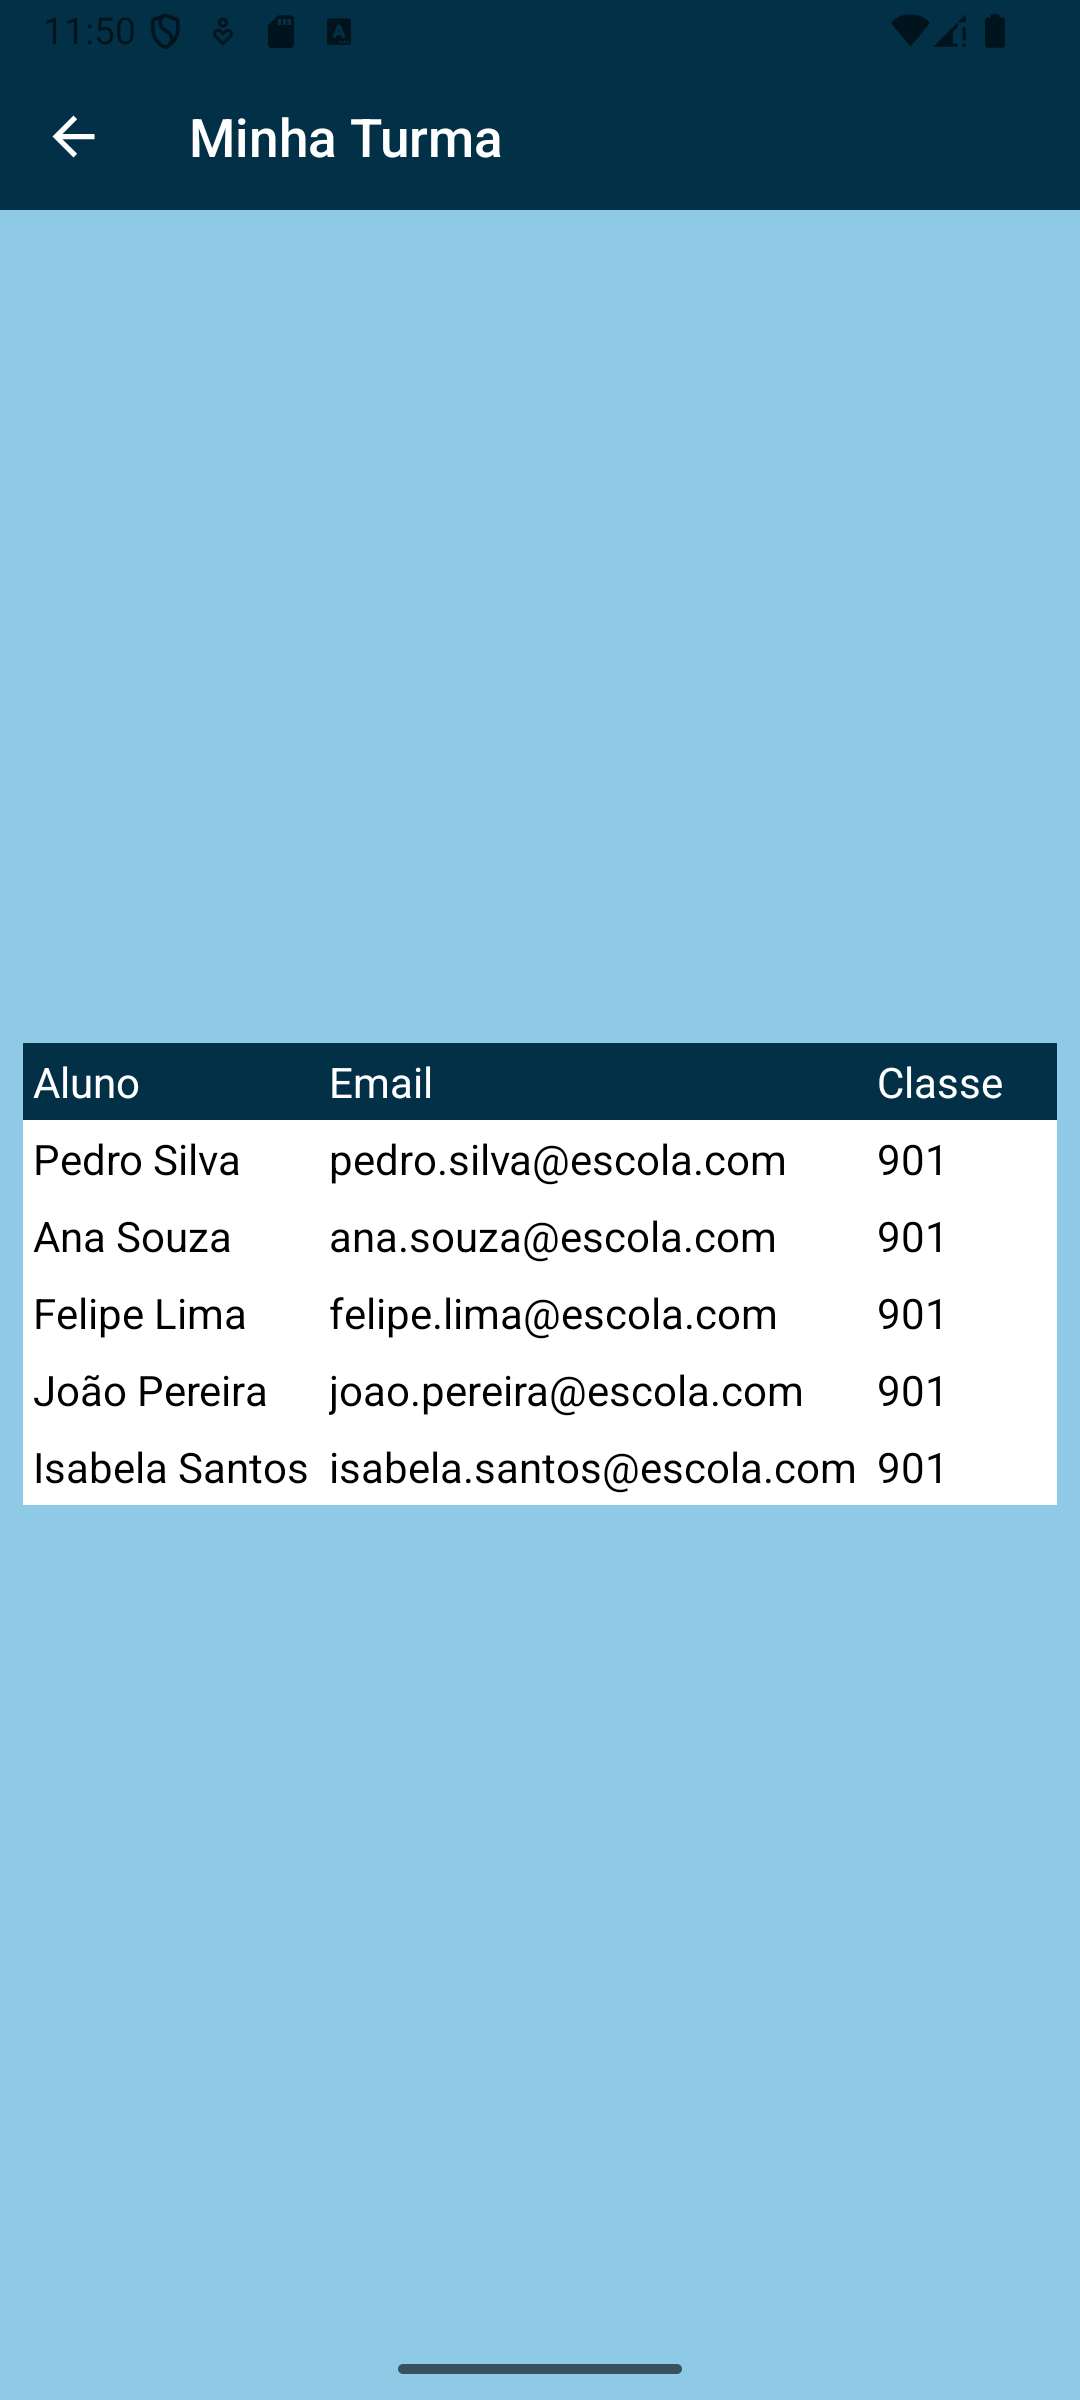 11:50
Minha Turma
Aluno Email Classe
Pedro Silva pedro.silva@escola.com 901
Ana Souza ana.souza@escola.com 901
Felipe Lima felipe.lima@escola.com 901
João Pereira joao.pereira@escola.com 901
Isabela Santos isabela.santos@escola.com 901